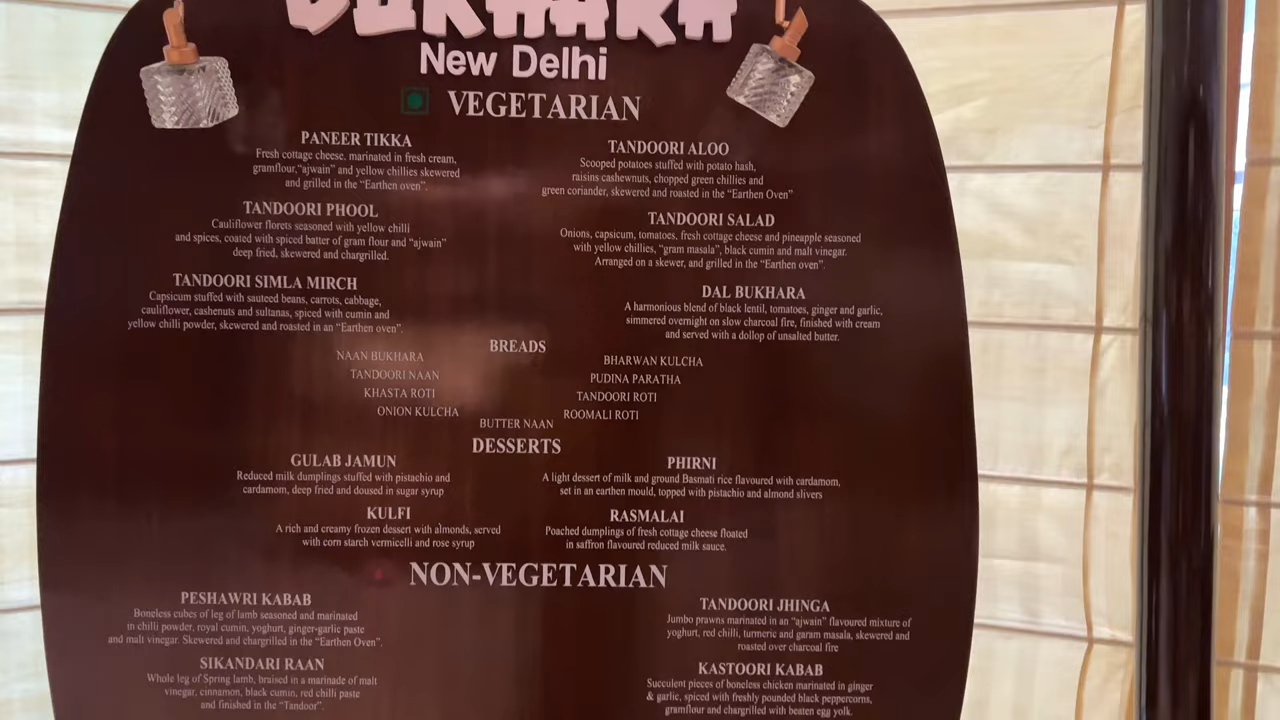 BUKHARA
New Delhi
VEGETARIAN
PANEER TIKKA
Fresh cottage cheese. marinated in fresh cream,
gramflour,"ajwain" and yellow chillies skewered
and grilled in the "Earthen oven".
TANDOORI ALOO
Scooped potatoes stuffed with potato hash,
raisins cashewnuts, chopped green chillies and
green coriander, skewered and roasted in the "Earthen Oven"
TANDOORI PHOOL
Cauliflower florets seasoned with yellow chilli
and spices, coated with spiced batter of gram flour and "ajwain"
deep fried, skewered and chargrilled.
TANDOORI SALAD
Onions, capsicum, tomatoes, fresh cottage cheese and pineapple seasoned
with yellow chillies, "gram masala", black cumin and malt vinegar.
Arranged on a skewer, and grilled in the "Earthen oven".
TANDOORI SIMLA MIRCH
Capsicum stuffed with sauteed beans, carrots, cabbage,
cauliflower, cashenuts and sultanas, spiced with cumin and
yellow chilli powder, skewered and roasted in an "Earthen oven".
DAL BUKHARA
A harmonious blend of black lentil, tomatoes, ginger and garlic,
simmered overnight on slow charcoal fire, finished with cream
and served with a dollop of unsalted butter.
BREADS
NAAN BUKHARA
TANDOORI NAAN
KHASTA ROTI
ONION KULCHA
BHARWAN KULCHA
PUDINA PARATHA
TANDOORI ROTI
ROOMALI ROTI
BUTTER NAAN
DESSERTS
GULAB JAMUN
Reduced milk dumplings stuffed with pistachio and
cardamom, deep fried and doused in sugar syrup
PHIRNI
A light dessert of milk and ground Basmati rice flavoured with cardamom,
set in an earthen mould, topped with pistachio and almond slivers
KULFI
A rich and creamy frozen dessert with almonds, served
with corn starch vermicelli and rose syrup
RASMALAI
Poached dumplings of fresh cottage cheese floated
in saffron flavoured reduced milk sauce.
NON-VEGETARIAN
PESHAWRI KABAB
Boneless cubes of leg of lamb seasoned and marinated
in chilli powder, royal cumin, yoghurt, ginger-garlic paste
and malt vinegar. Skewered and chargrilled in the "Earthen Oven".
TANDOORI JHINGA
Jumbo prawns marinated in an "ajwain" flavoured mixture of
yoghurt, red chilli, turmeric and garam masala, skewered and
roasted over charcoal fire
SIKANDARI RAAN
Whole leg of Spring lamb, braised in a marinade of malt
vinegar, cinnamon, black cumin, red chilli paste
and finished in the "Tandoor".
KASTOORI KABAB
Succulent pieces of boneless chicken marinated in ginger
& garlic, spiced with freshly pounded black peppercorns,
gramflour and chargrilled with beaten egg yolk.